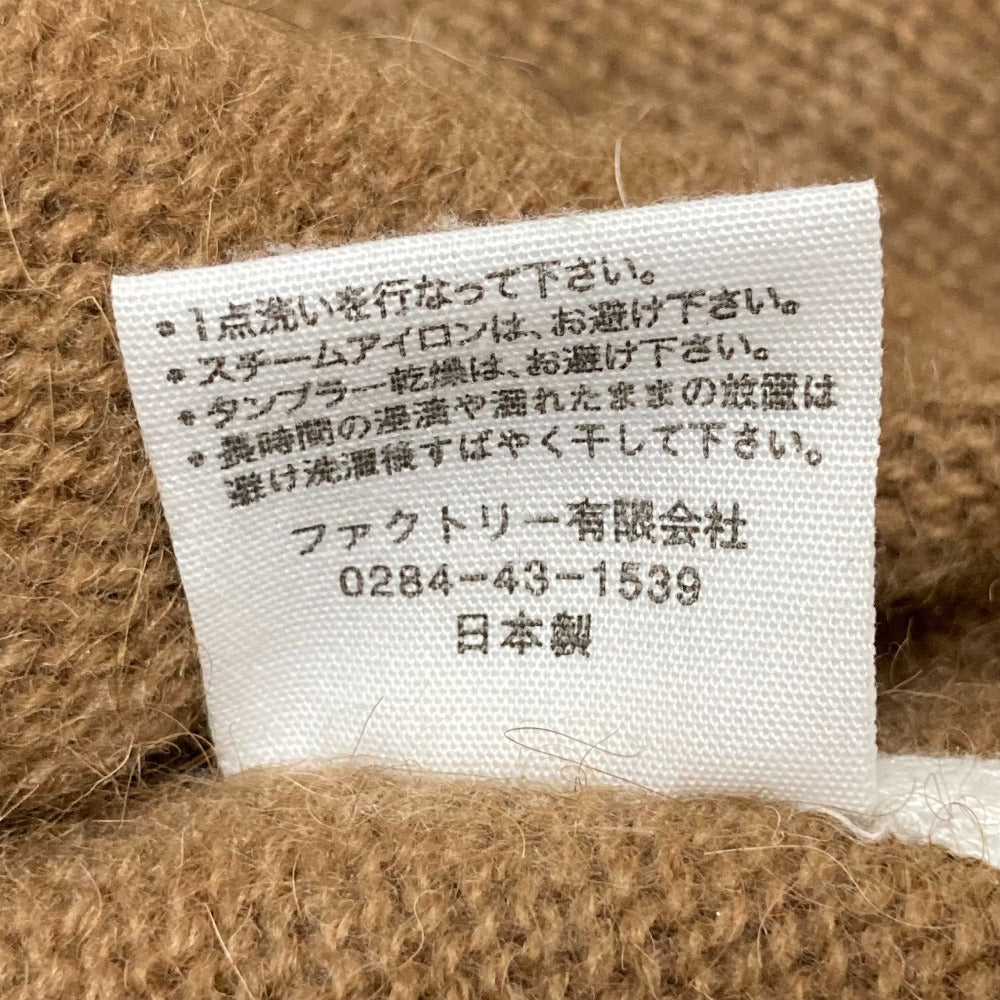 ・1点洗いを行なって下さい。
・スチームアイロンは、お避け下さい。
・タンブラー乾燥は、お避け下さい。
・長時間の浸漬や濡れたままの放置は
避け洗濯後すばやく干して下さい。
ファクトリー有限会社
0284-43-1539
日本製